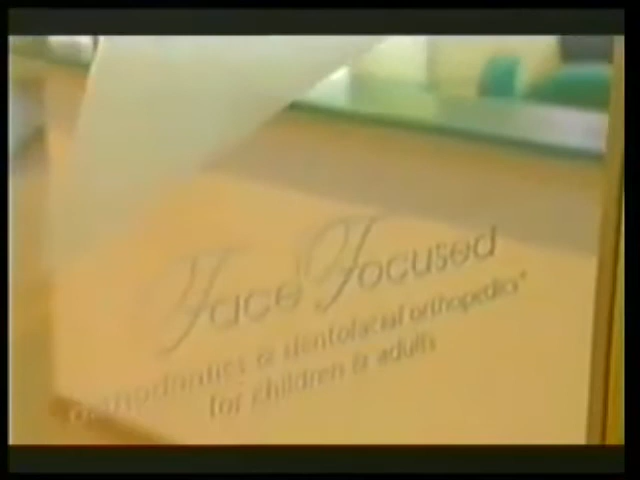 Face Focused
orthodontics & dentofacial orthopedics"
for children & adults